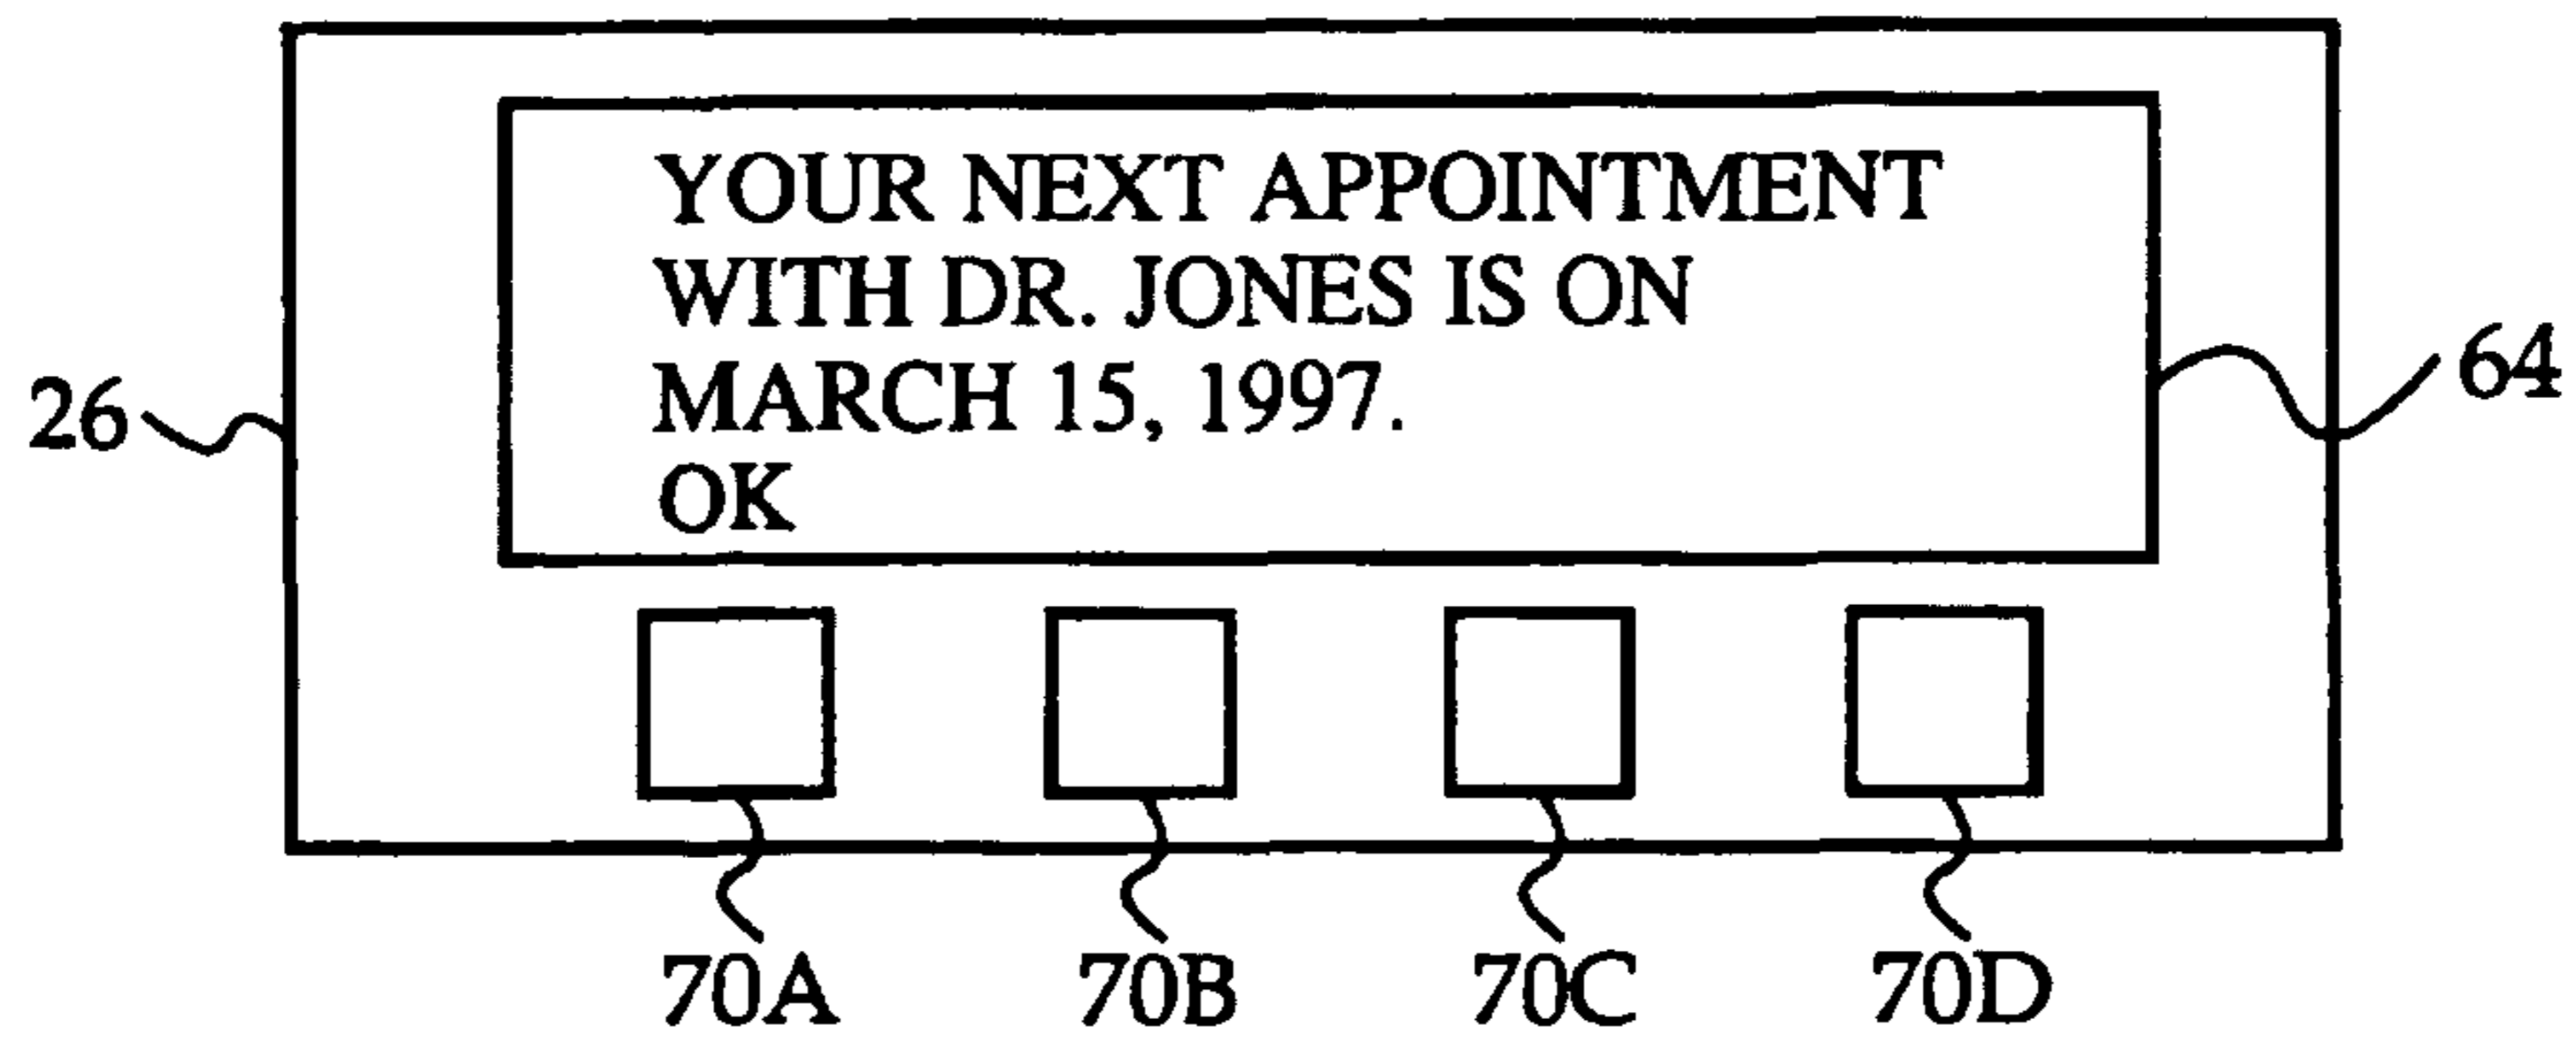 YOUR NEXT APPOINTMENT
WITH DR. JONES IS ON
MARCH 15, 1997.
OK
26
64
70A
70B
70C
70D